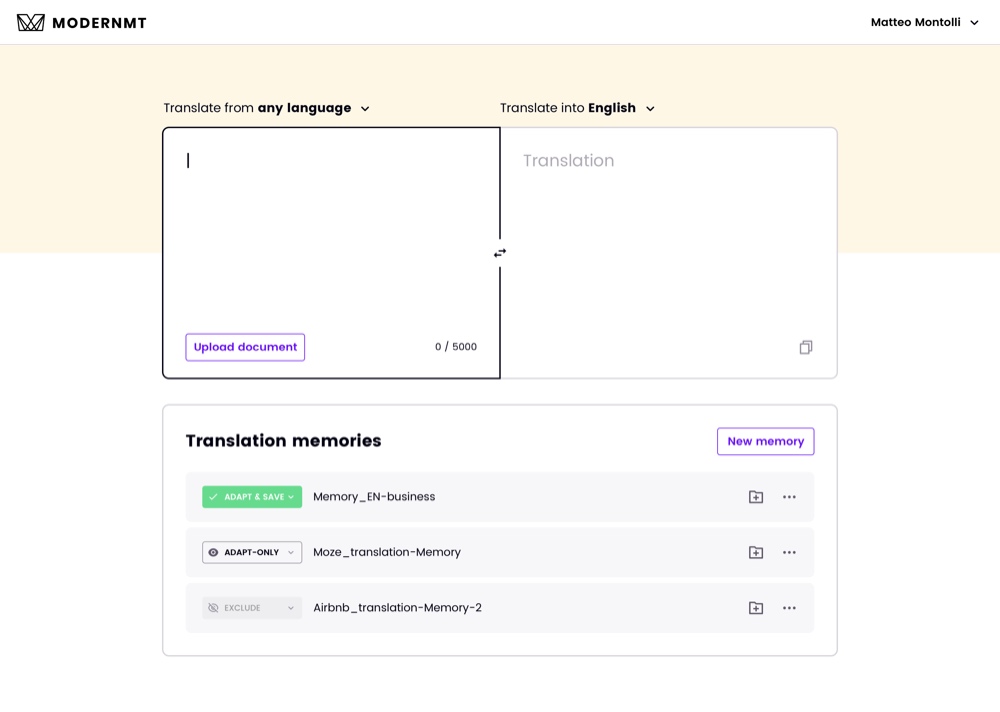 MODERNMT
Matteo Montolli
Translate from any language
Translate into English
Translation
Upload document
0 / 5000
Translation memories
New memory
ADAPT & SAVE
Memory_EN-business
ADAPT-ONLY
Moze_translation-Memory
EXCLUDE
Airbnb_translation-Memory-2